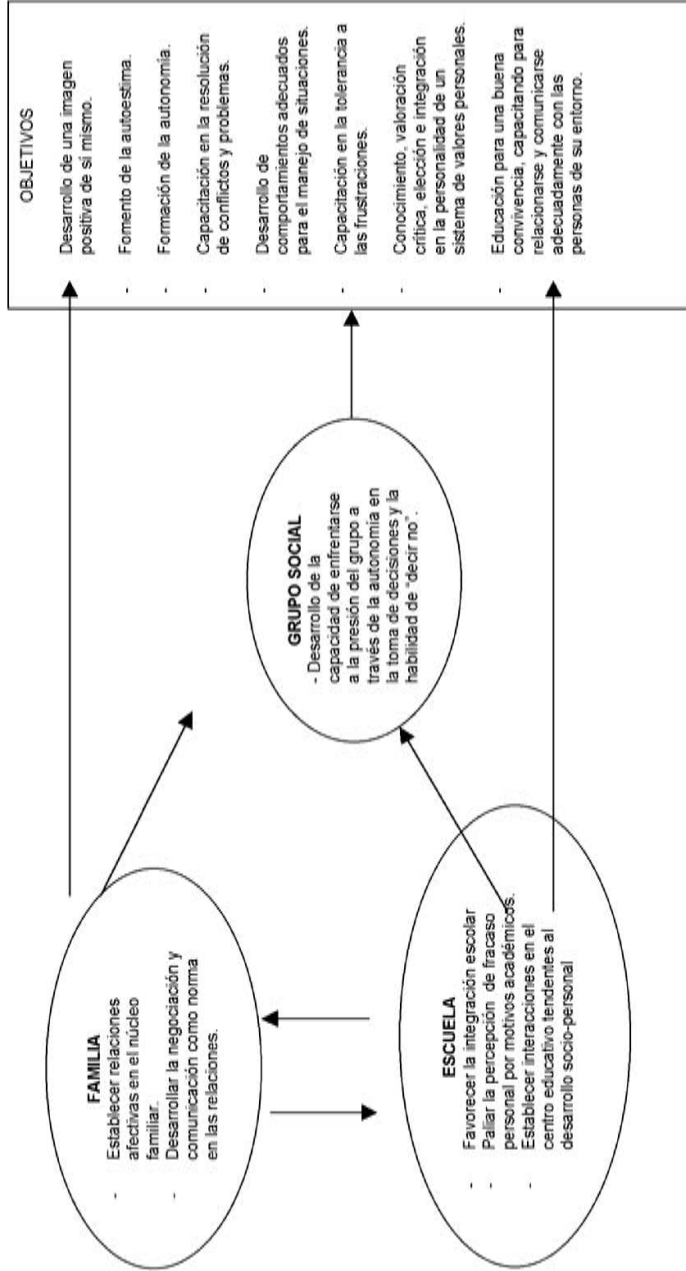 FAMILIA
- Establecer relaciones
afectivas en el núcleo
familiar.
- Desarrollar la negociación y
comunicación como norma
en las relaciones.
ESCUELA
- Favorecer la integración escolar
- Paliar la percepción de fracaso
personal por motivos académicos.
- Establecer interacciones en el
centro educativo tendentes al
desarrollo socio-personal
GRUPO SOCIAL
- Desarrollo de la
capacidad de enfrentarse
a la presión del grupo a
través de la autonomía en
la toma de decisiones y la
habilidad de "decir no".
OBJETIVOS
Desarrollo de una imagen
positiva de sí mismo.
- Fomento de la autoestima.
- Formación de la autonomía.
- Capacitación en la resolución
de conflictos y problemas.
- Desarrollo de
comportamientos adecuados
para el manejo de situaciones.
- Capacitación en la tolerancia a
las frustraciones.
- Conocimiento, valoración
crítica, elección e integración
en la personalidad de un
sistema de valores personales.
- Educación para una buena
convivencia, capacitando para
relacionarse y comunicarse
adecuadamente con las
personas de su entorno.